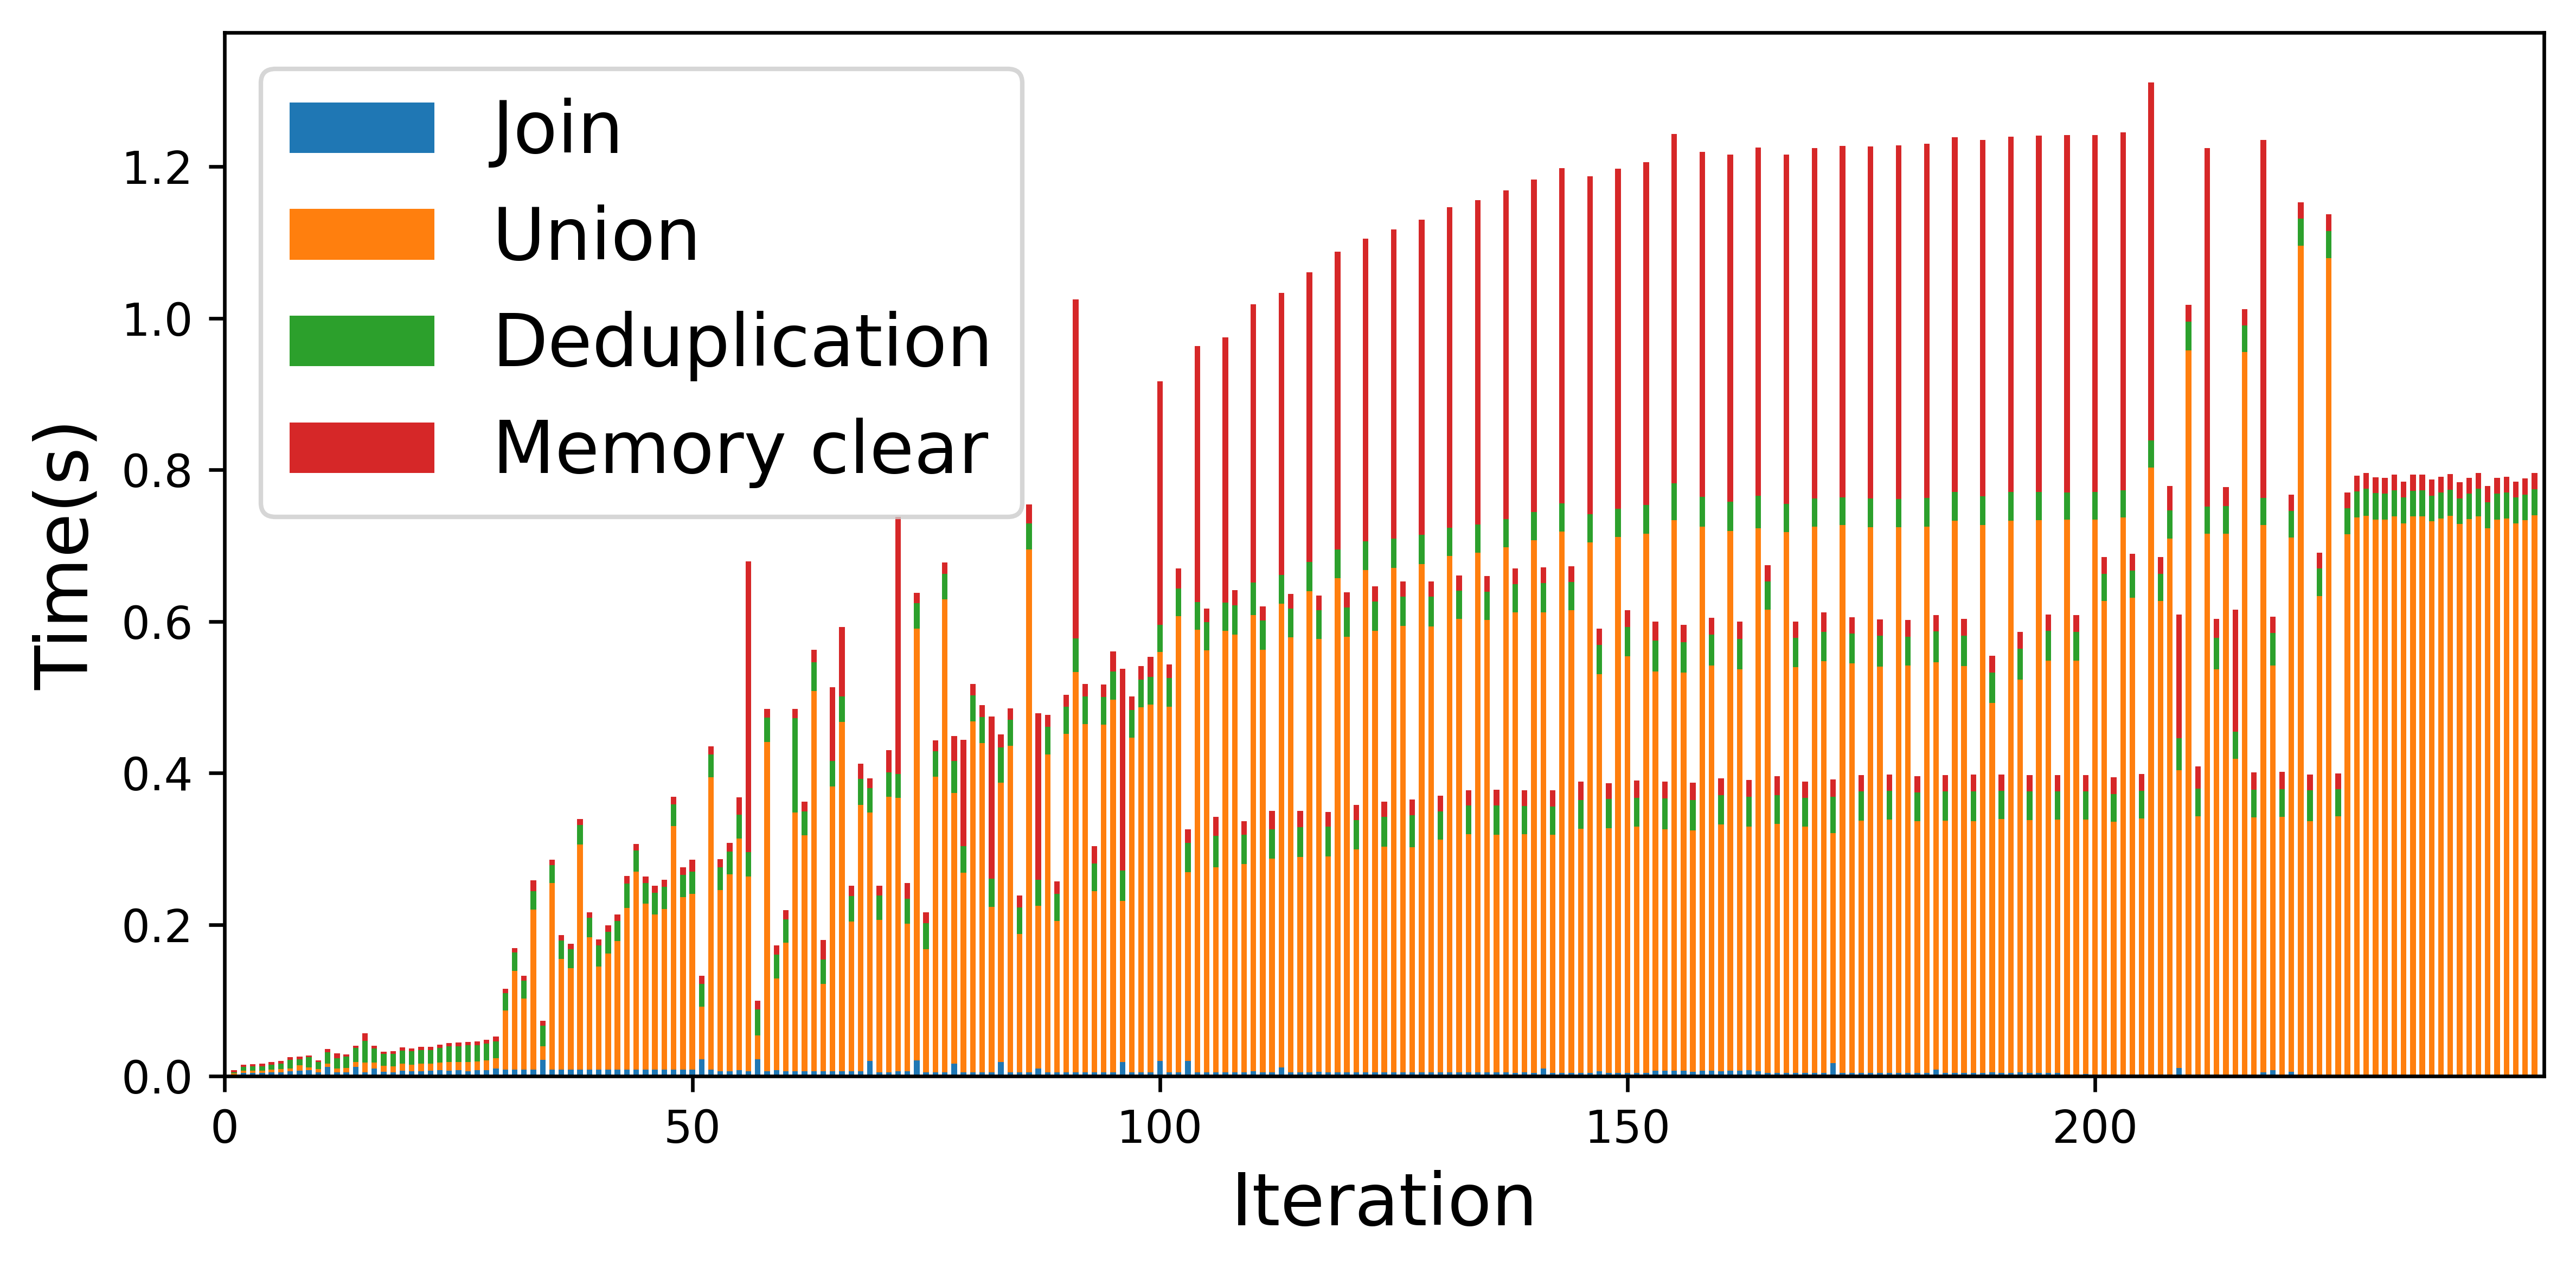 Join
Union
Deduplication
Memory clear
Time(s)
1.2
1.0
0.8
0.6
0.4
0.2
0.0
0 50 100 150 200
Iteration